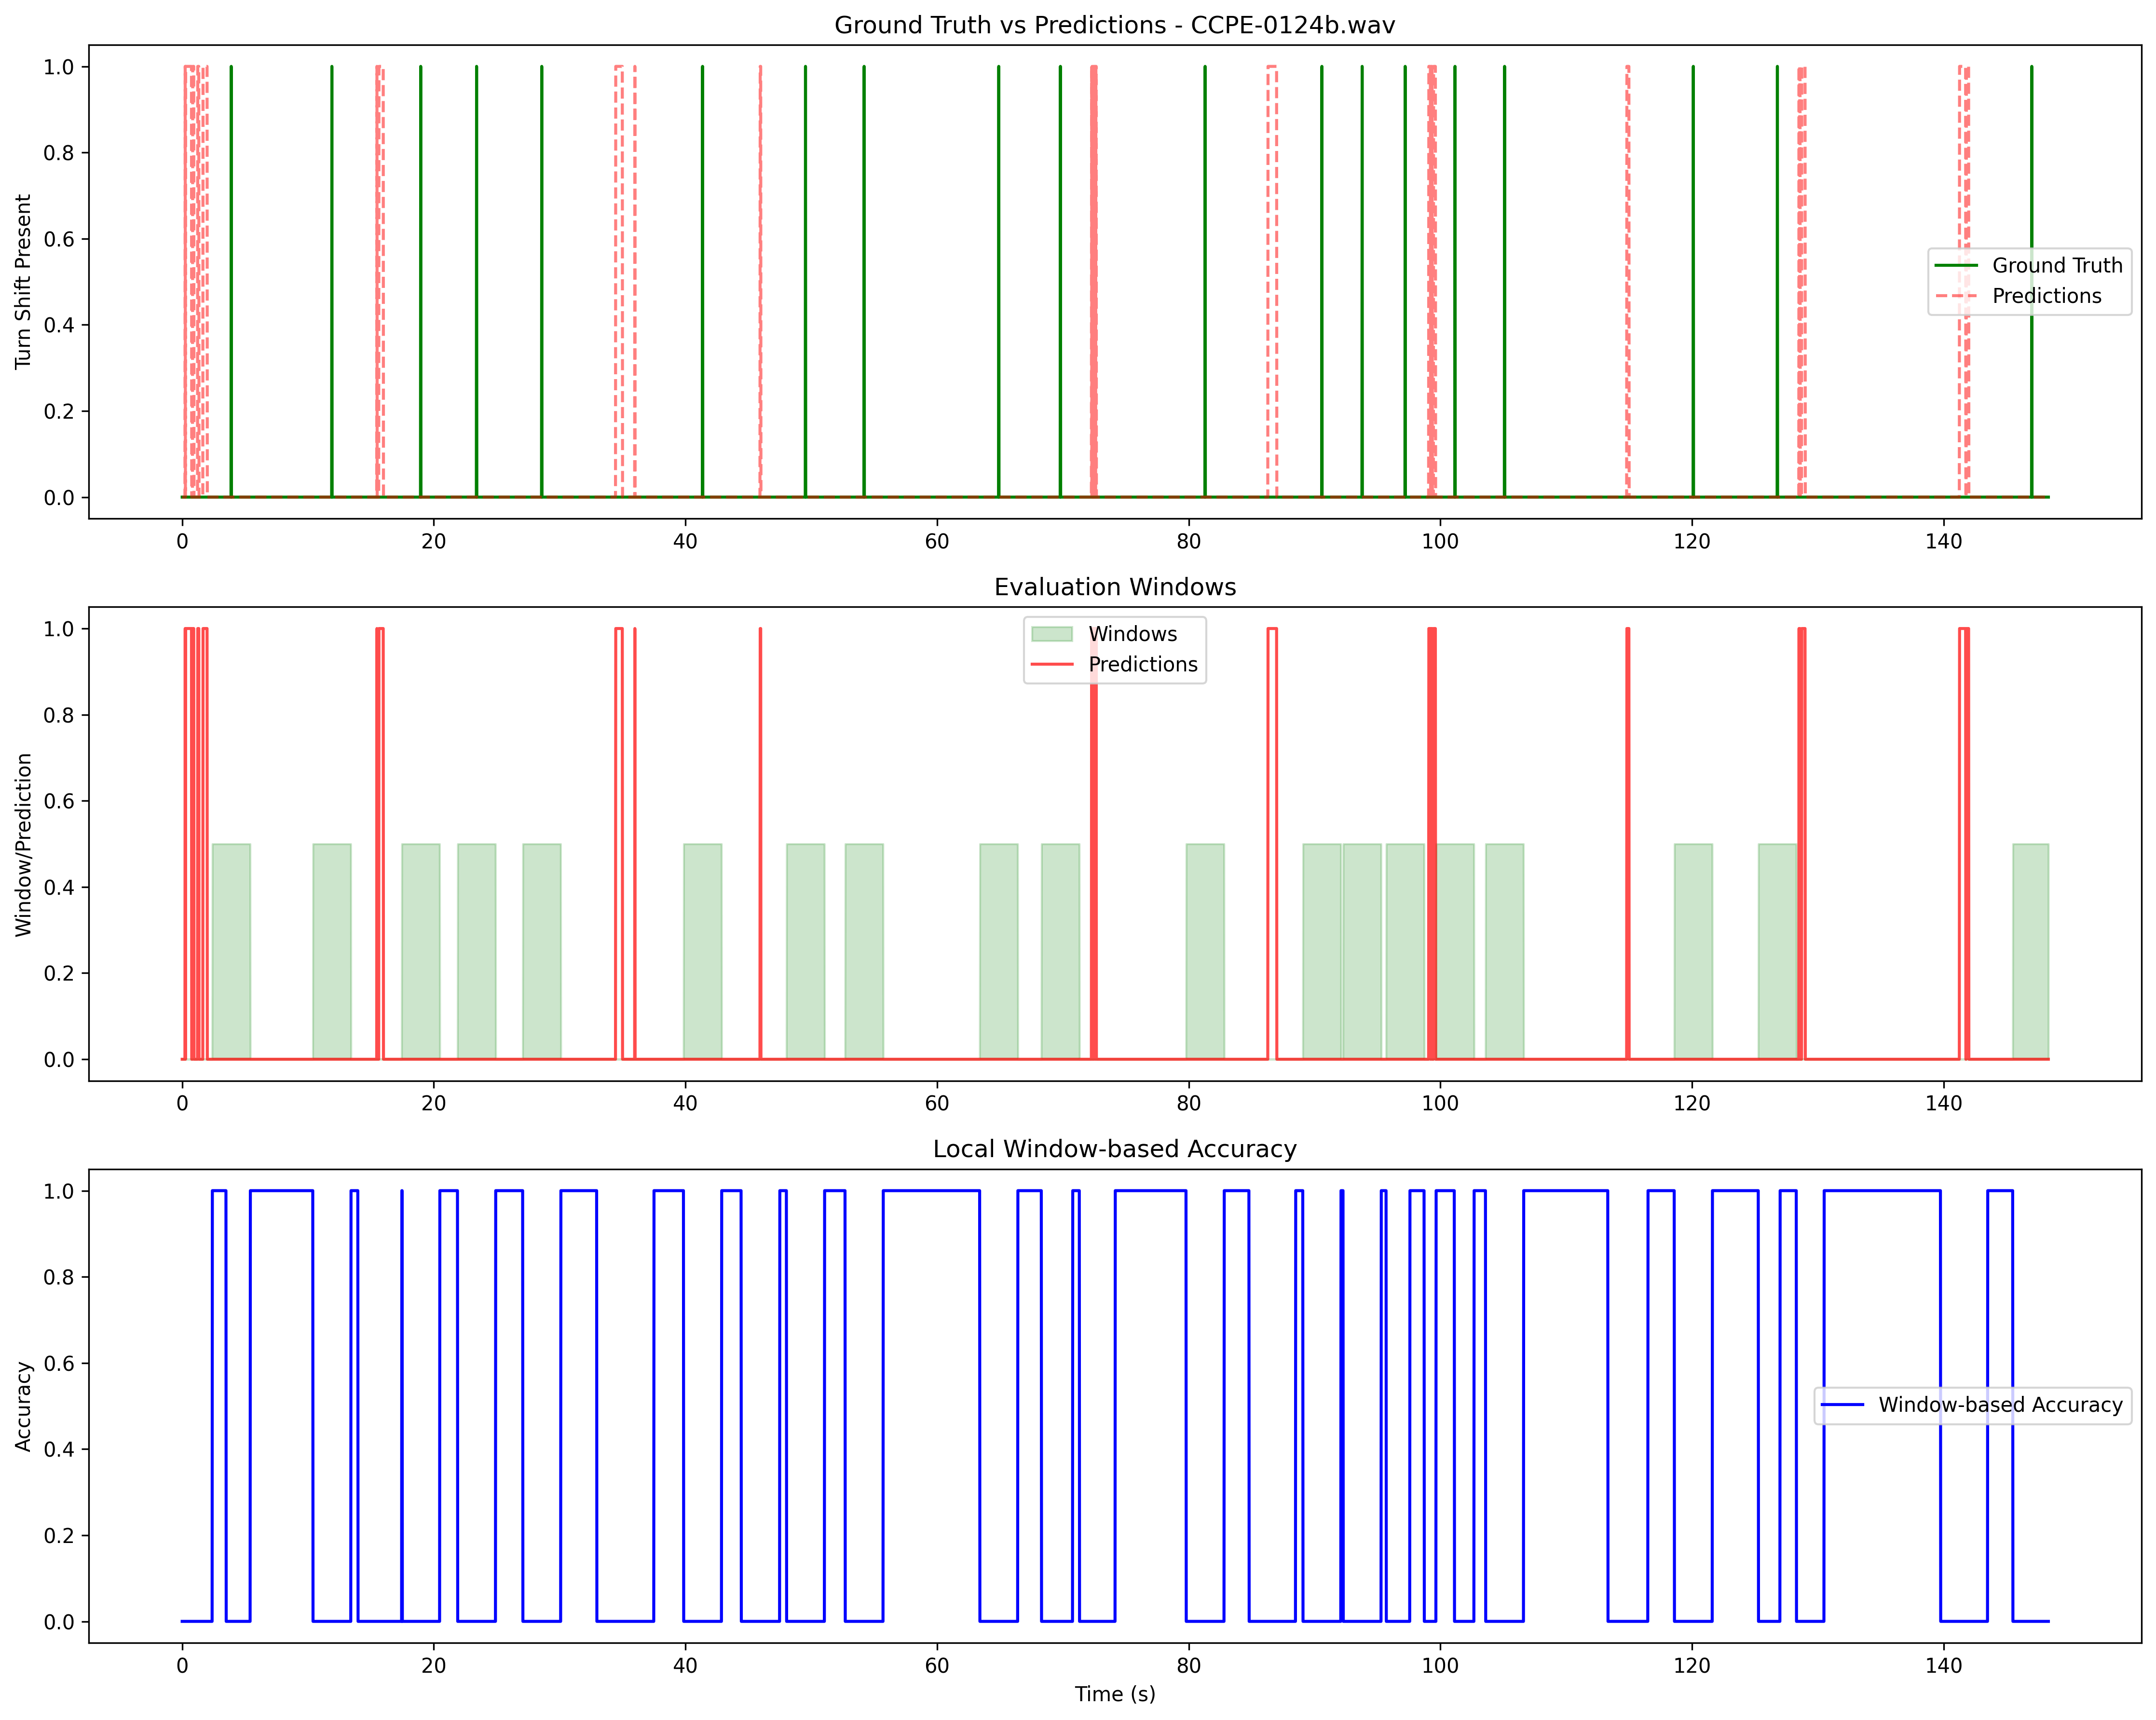 Ground Truth vs Predictions - CCPE-0124b.wav
Turn Shift Present
1.0
0.8
0.6
0.4
0.2
0.0
Ground Truth
Predictions
0 20 40 60 80 100 120 140
Evaluation Windows
Window/Prediction
1.0
0.8
0.6
0.4
0.2
0.0
Windows
Predictions
0 20 40 60 80 100 120 140
Local Window-based Accuracy
Accuracy
1.0
0.8
0.6
0.4
0.2
0.0
Window-based Accuracy
0 20 40 60 80 100 120 140
Time (s)